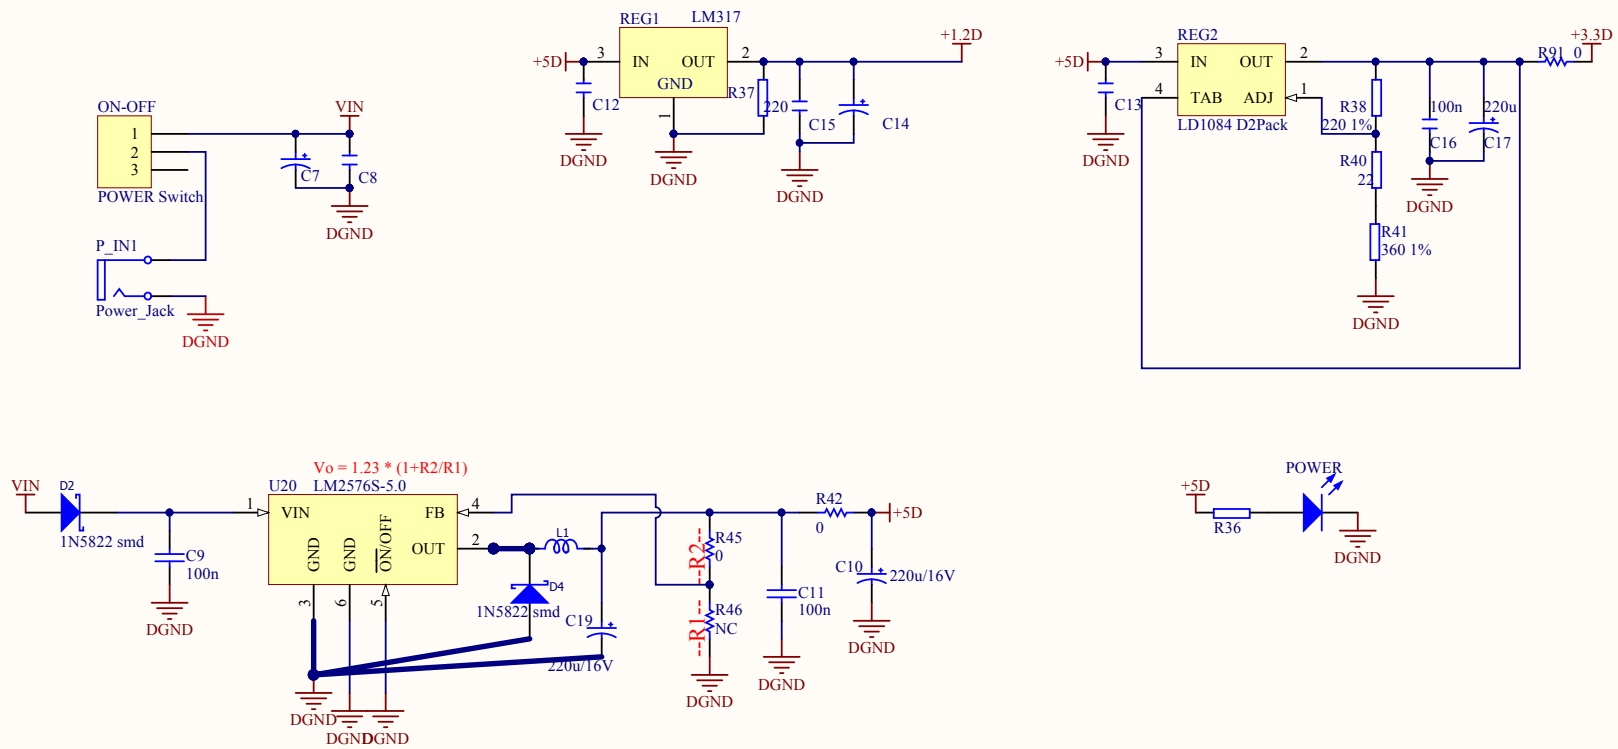 ON-OFF
1
2
3
POWER Switch
P_IN1
Power_Jack
DGND
VIN
C7
C8
DGND
REG1 LM317
+5D
3
IN OUT
GND
2
1
C12
DGND
DGND
R37
220
C15
C14
DGND
+1.2D
REG2
+5D
3
IN OUT
2
4
TAB ADJ
1
LD1084 D2Pack
C13
DGND
R38
220 1%
R40
22
R41
360 1%
DGND
100n
C16
220u
C17
DGND
R91 0
+3.3D
Vo = 1.23 * (1+R2/R1)
U20 LM2576S-5.0
VIN
D2
1N5822 smd
C9
100n
DGND
1
VIN
FB
4
OUT
2
GND
GND
ON/OFF
3
6
5
DGND
DGND
DGND
L1
D4
1N5822 smd
C19
220u/16V
R2
R45
0
R1
R46
NC
DGND
C11
100n
DGND
R42
0
+5D
C10
220u/16V
DGND
POWER
+5D
R36
DGND